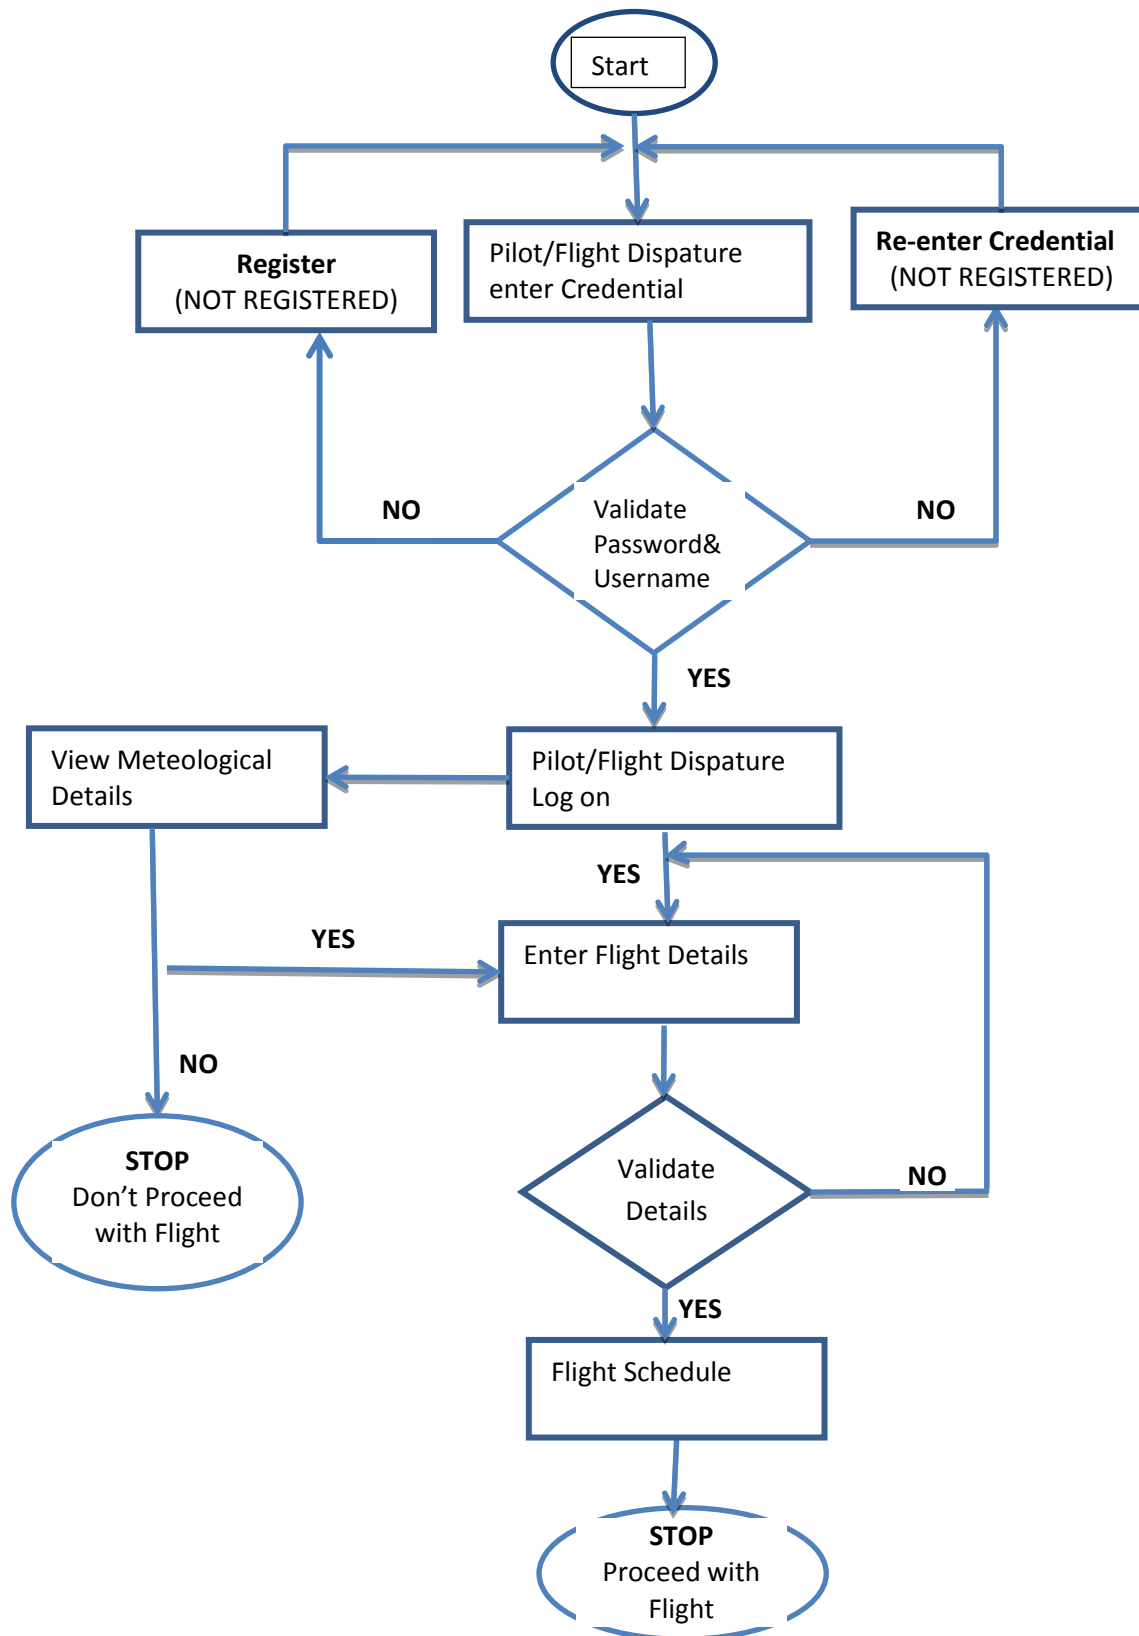 Start
Register
(NOT REGISTERED)
Pilot/Flight Dispature
enter Credential
Re-enter Credential
(NOT REGISTERED)
NO
Validate
Password&
Username
NO
YES
View Meteological
Details
Pilot/Flight Dispature
Log on
YES
YES
Enter Flight Details
NO
STOP
Don’t Proceed
with Flight
Validate
Details
NO
YES
Flight Schedule
STOP
Proceed with
Flight